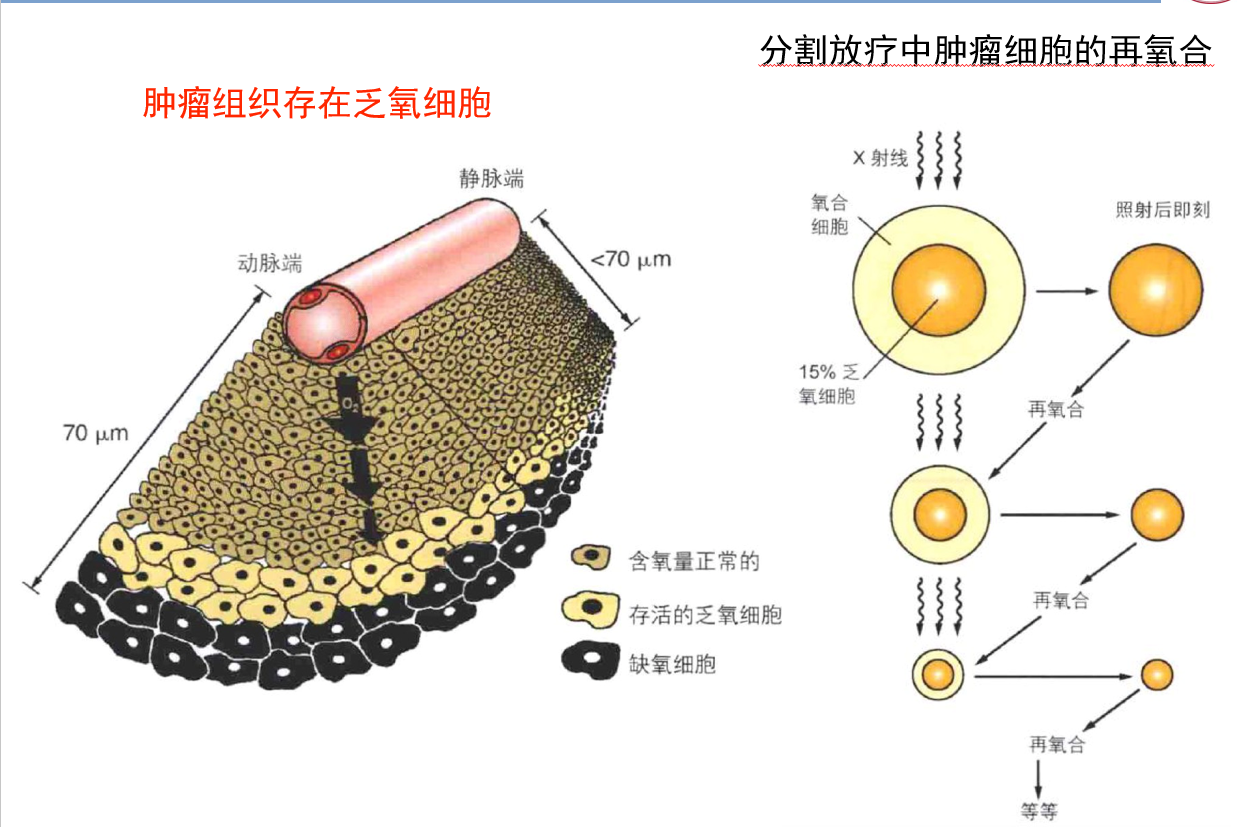 分割放疗中肿瘤细胞的再氧合
肿瘤组织存在乏氧细胞
静脉端
动脉端
<70 μm
70 μm
O₂
含氧量正常的
存活的乏氧细胞
缺氧细胞
X 射线
氧合
细胞
照射后即刻
15% 乏
氧细胞
再氧合
再氧合
再氧合
等等